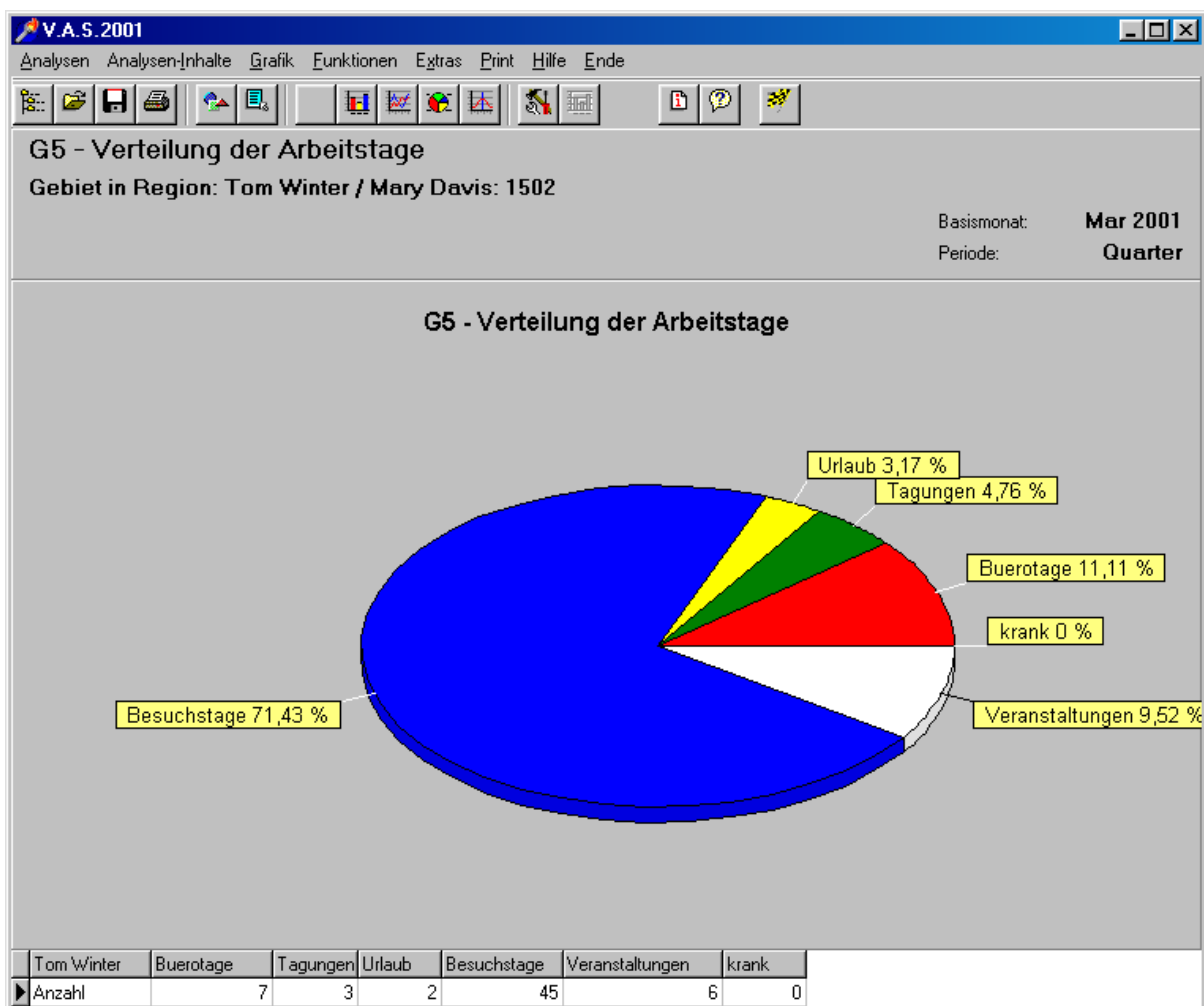 V.A.S.2001
Analysen Analysen-Inhalte Grafik Funktionen Extras Print Hilfe Ende
G5 - Verteilung der Arbeitstage
Gebiet in Region: Tom Winter / Mary Davis: 1502
Basismonat: Mar 2001
Periode: Quarter
G5 - Verteilung der Arbeitstage
Urlaub 3,17 %
Tagungen 4,76 %
Buerotage 11,11 %
krank 0 %
Besuchstage 71,43 %
Veranstaltungen 9,52 %
Tom Winter Buerotage Tagungen Urlaub Besuchstage Veranstaltungen krank
Anzahl 7 3 2 45 6 0